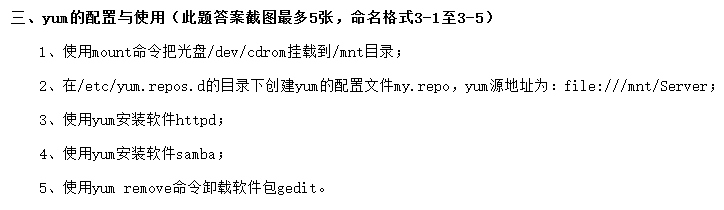 三、yum的配置与使用（此题答案截图最多5张，命名格式3-1至3-5）
1、使用mount命令把光盘/dev/cdrom挂载到/mnt目录；
2、在/etc/yum.repos.d的目录下创建yum的配置文件my.repo，yum源地址为：file:///mnt/Server；
3、使用yum安装软件httpd；
4、使用yum安装软件samba；
5、使用yum remove命令卸载软件包gedit。